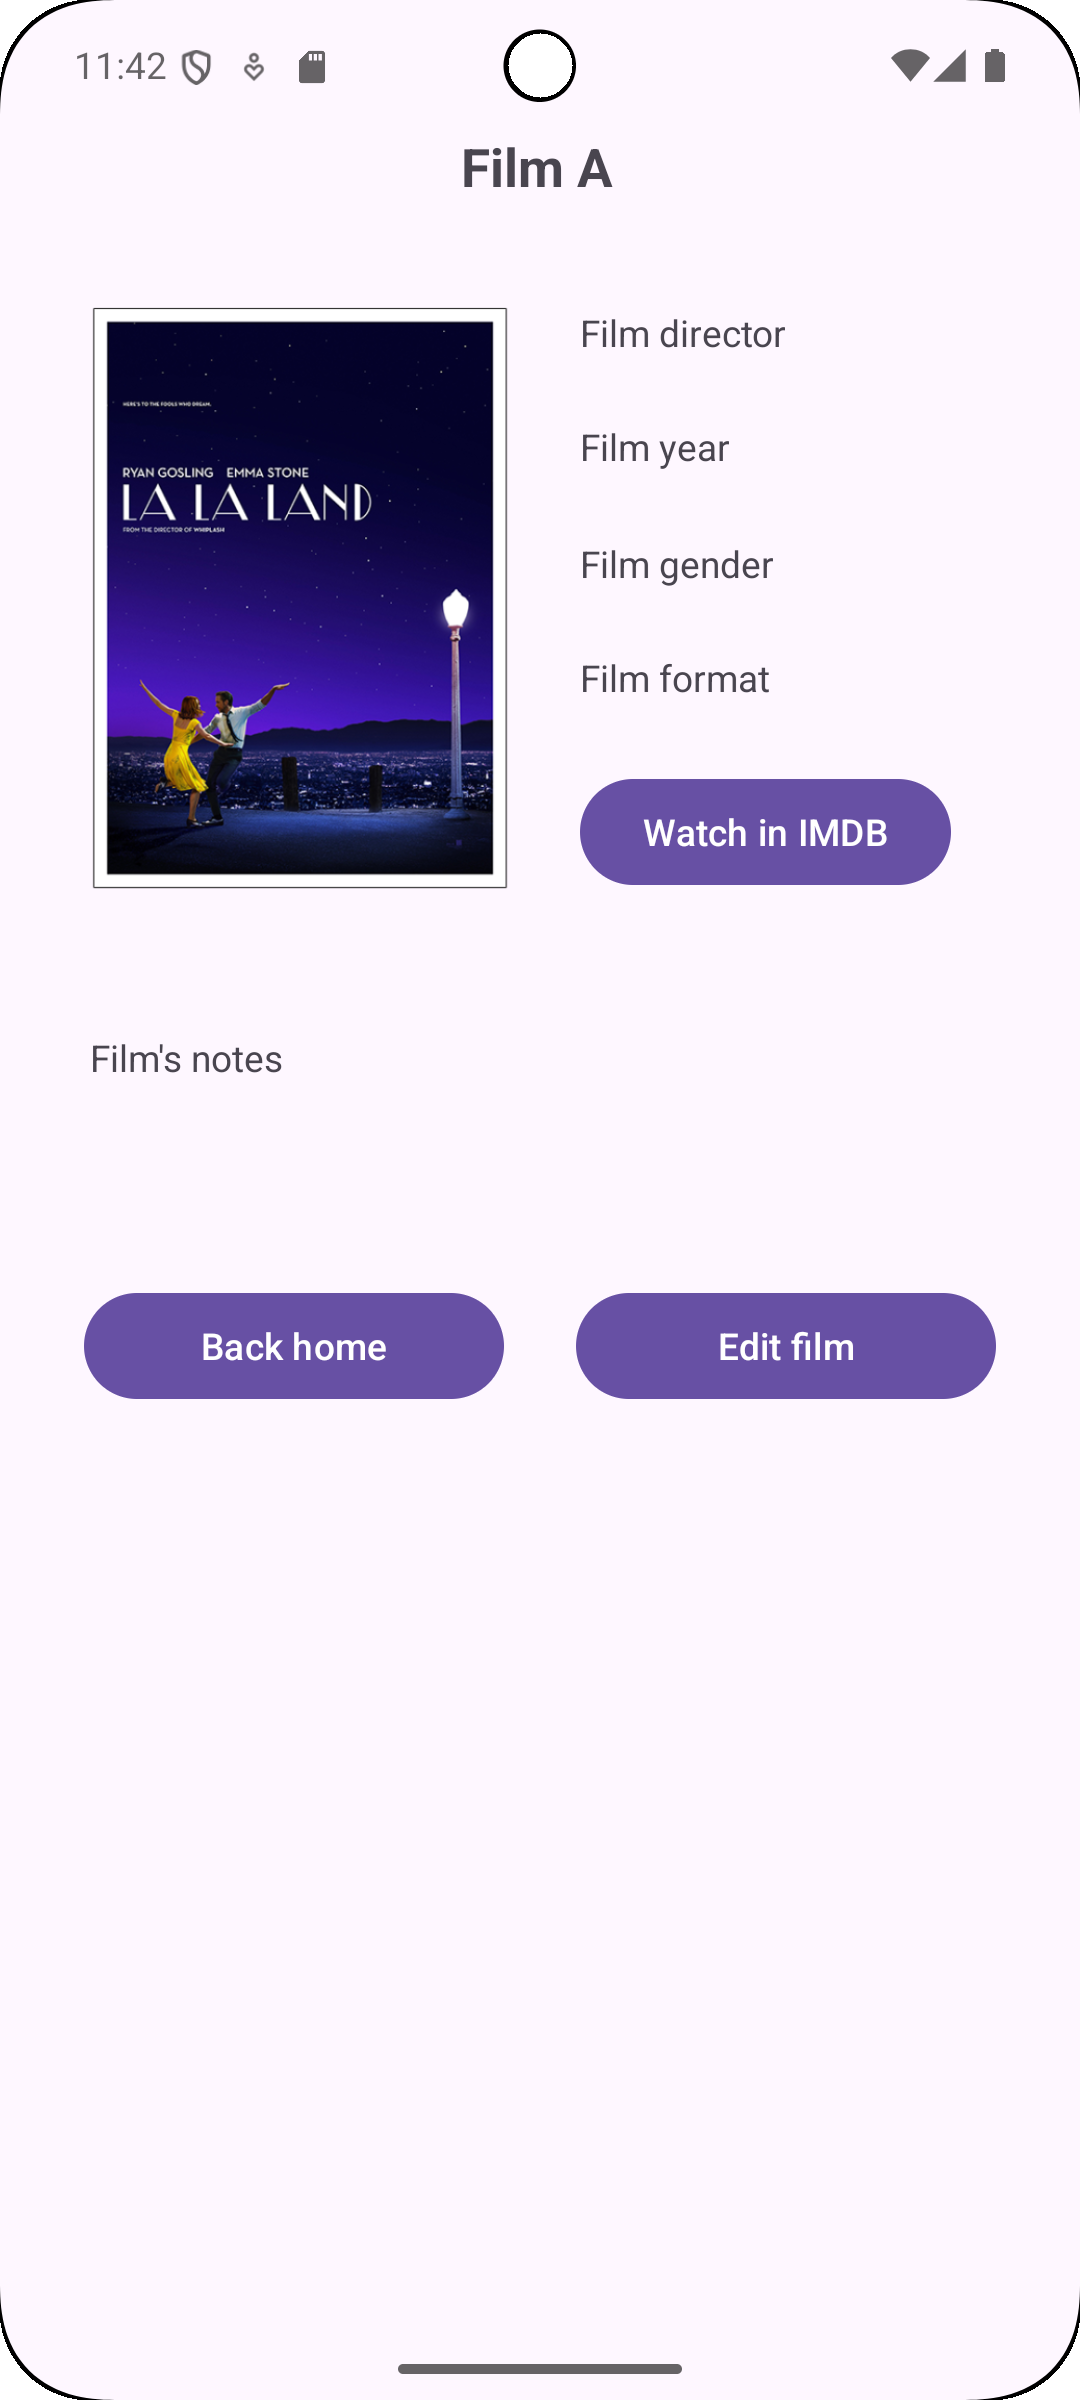 11:42
Film A
HERE'S TO THE FOOLS WHO DREAM.
RYAN GOSLING EMMA STONE
LA LA LAND
FROM THE DIRECTOR OF WHIPLASH
Film director
Film year
Film gender
Film format
Watch in IMDB
Film's notes
Back home
Edit film